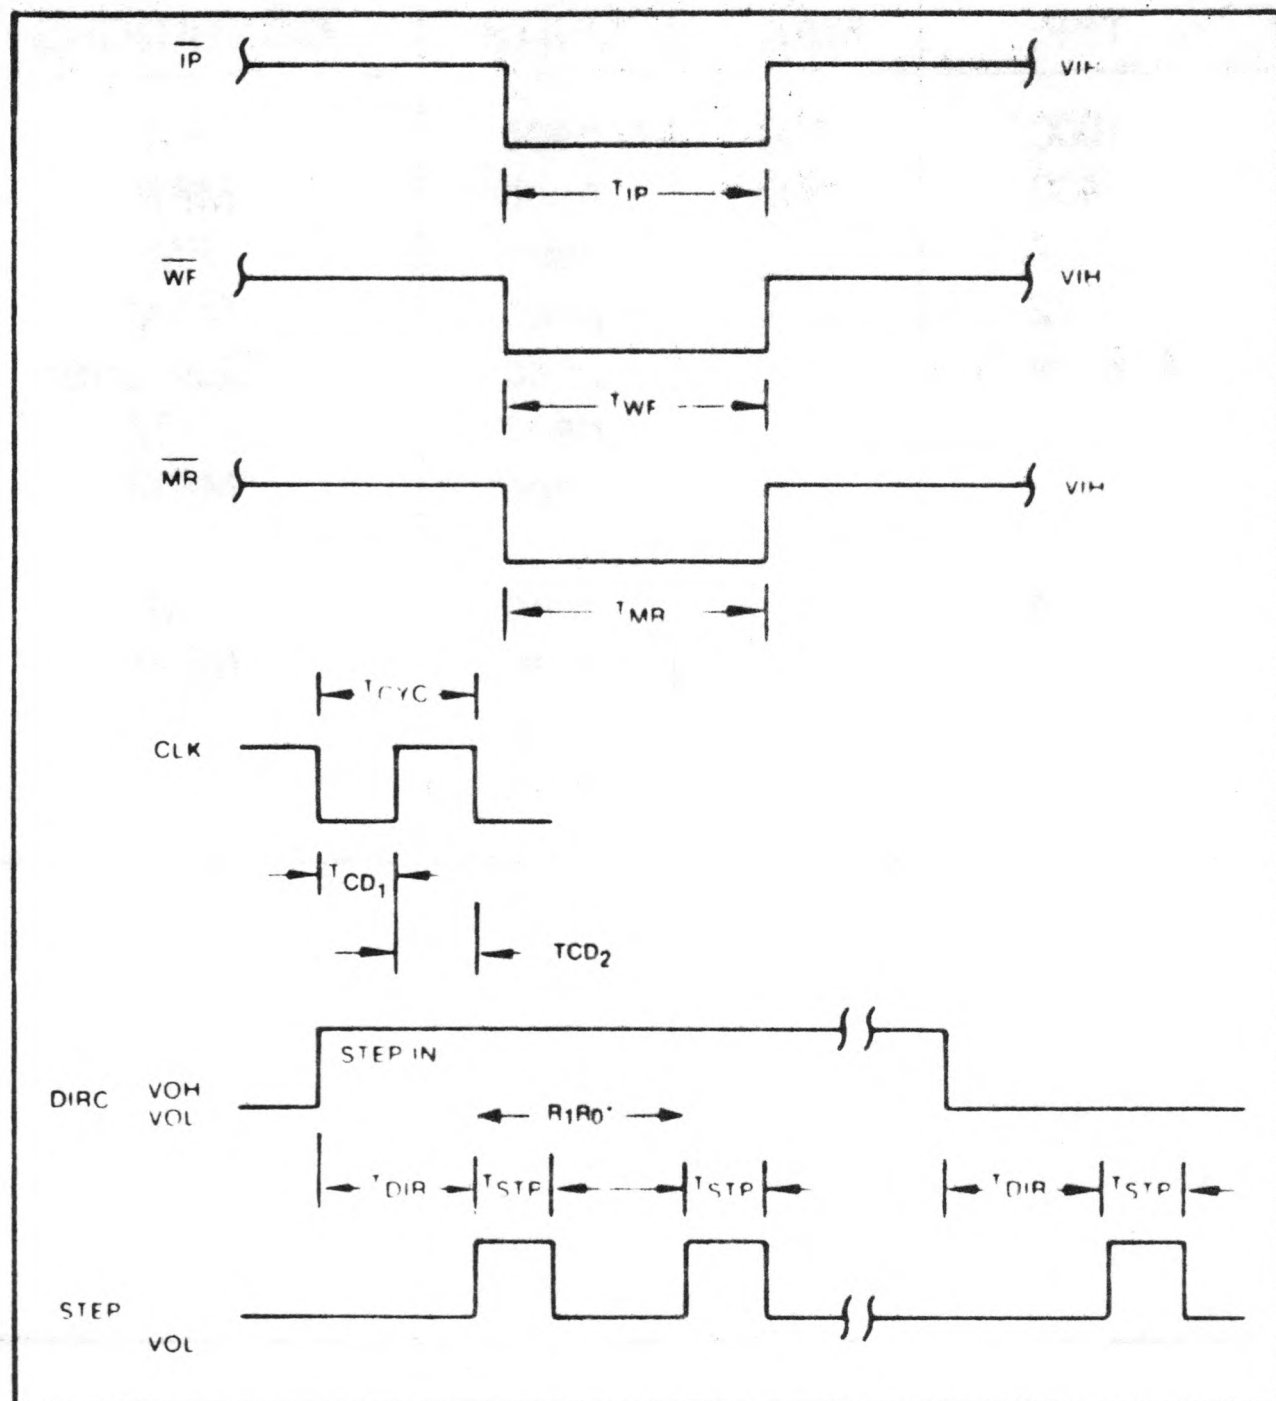 IP VIH
TIP
WF VIH
TWF
MR VIH
TMR
TCYC
CLK
TCD1
TCD2
STEP IN
DIRC VOH
VOL
R1R0*
TDIR TSTP TSTP TDIR TSTP
STEP
VOL